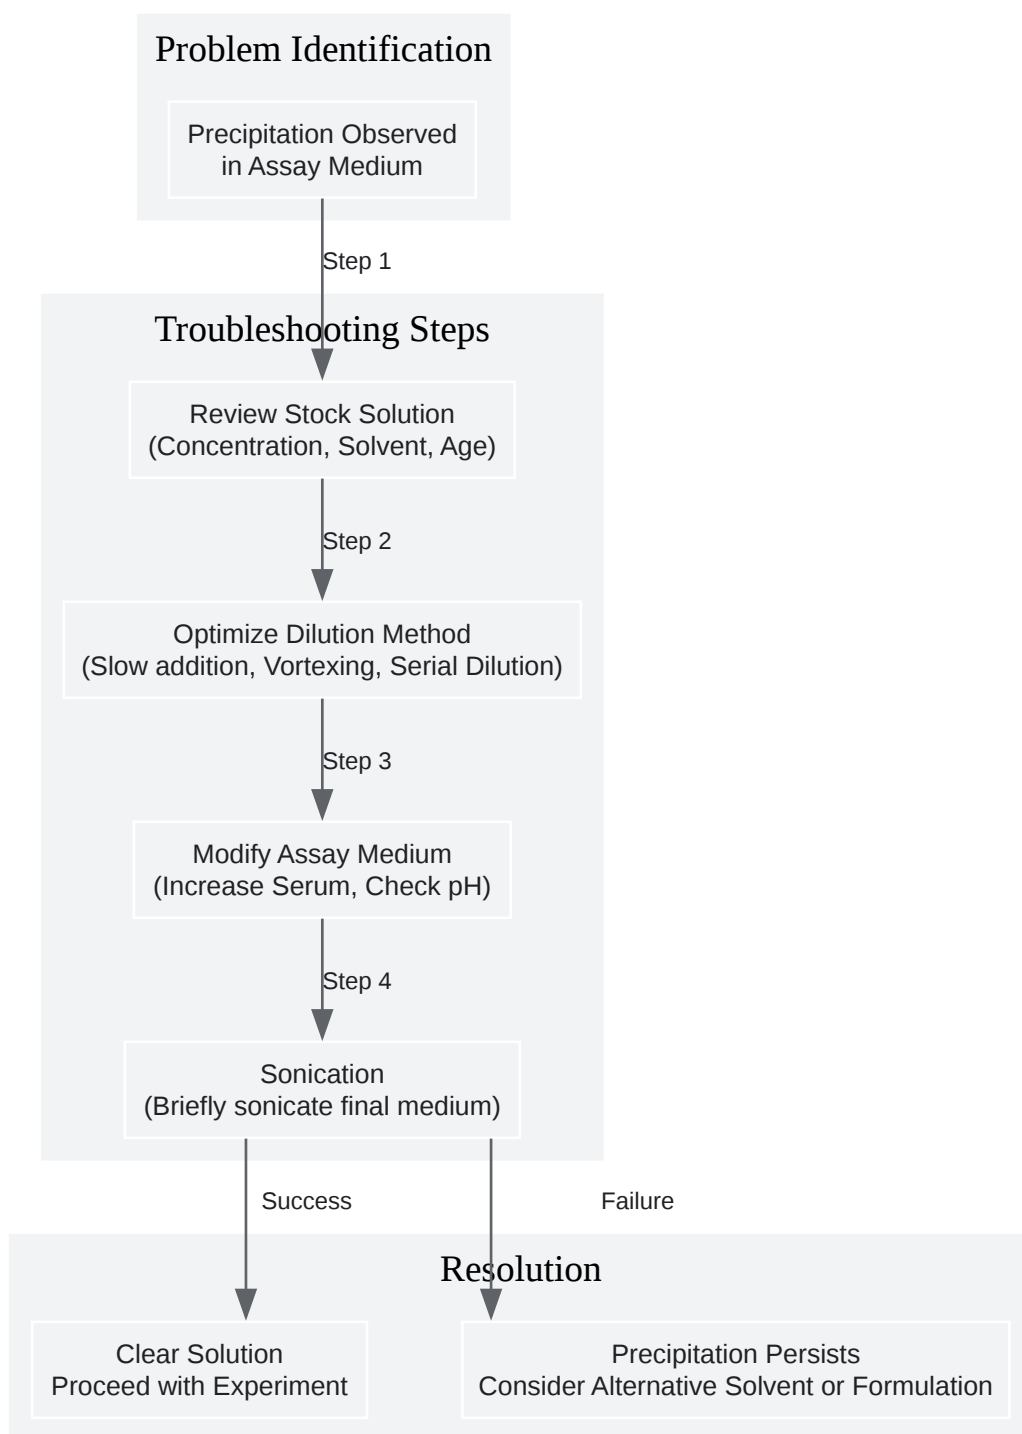 Problem Identification
Precipitation Observed
in Assay Medium
Step 1
Troubleshooting Steps
Review Stock Solution
(Concentration, Solvent, Age)
Step 2
Optimize Dilution Method
(Slow addition, Vortexing, Serial Dilution)
Step 3
Modify Assay Medium
(Increase Serum, Check pH)
Step 4
Sonication
(Briefly sonicate final medium)
Success
Failure
Resolution
Clear Solution
Proceed with Experiment
Precipitation Persists
Consider Alternative Solvent or Formulation